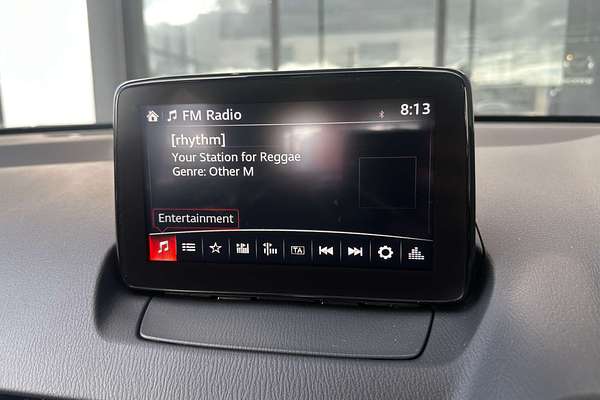 FM Radio
8:13
[rhythm]
Your Station for Reggae
Genre: Other M
Entertainment
TA